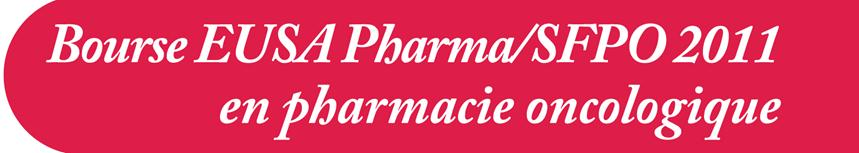 Bourse EUSA Pharma/SFPO 2011
en pharmacie oncologique